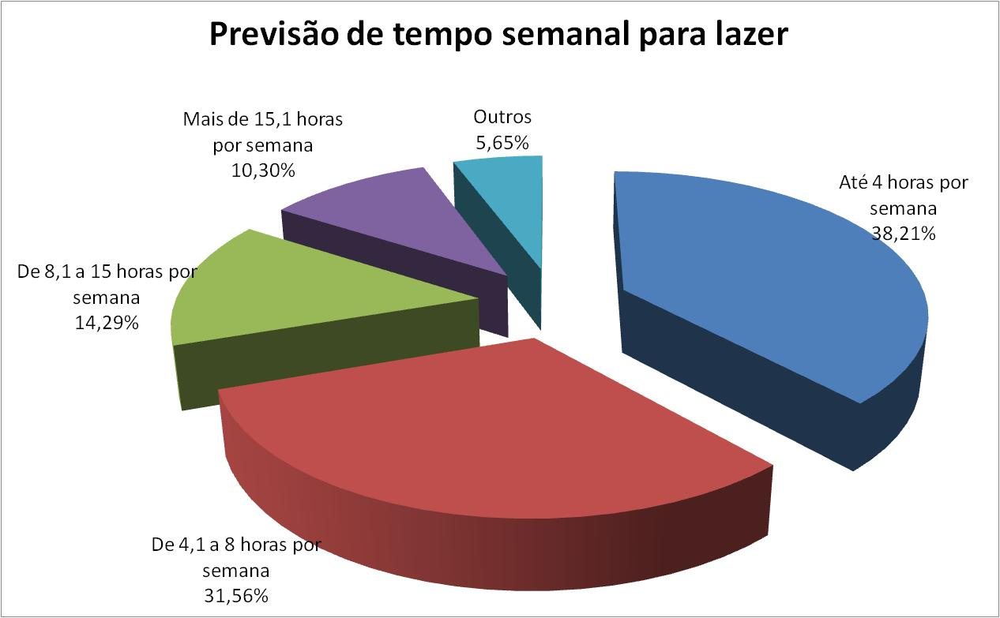 Previsão de tempo semanal para lazer
Mais de 15,1 horas
por semana
10,30%
Outros
5,65%
Até 4 horas por
semana
38,21%
De 8,1 a 15 horas por
semana
14,29%
De 4,1 a 8 horas por
semana
31,56%